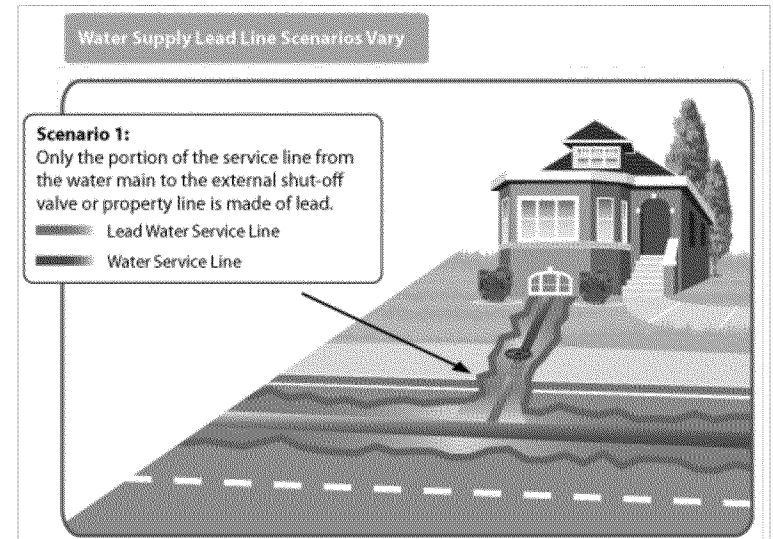 Water Supply Lead Line Scenarios Vary
Scenario 1:
Only the portion of the service line from
the water main to the external shut-off
valve or property line is made of lead.
Lead Water Service Line
Water Service Line